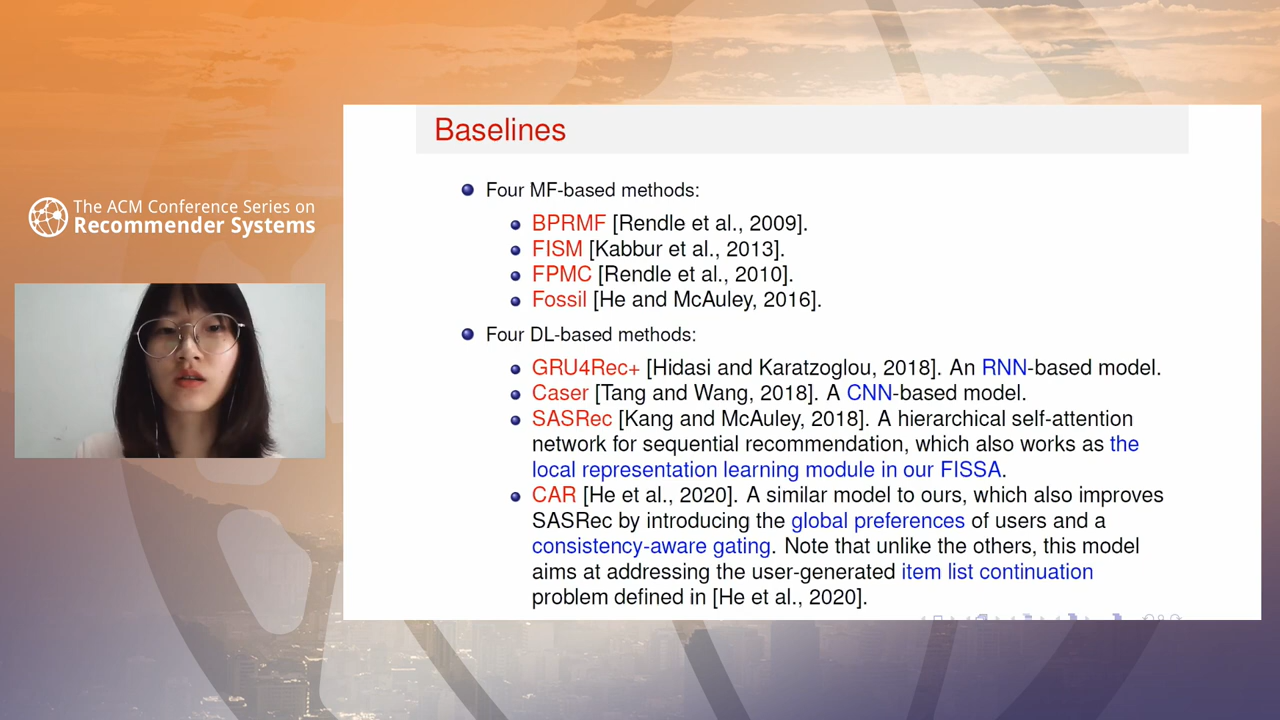 The ACM Conference Series on
Recommender Systems
Baselines
Four MF-based methods:
BPRMF [Rendle et al., 2009].
FISM [Kabbur et al., 2013].
FPMC [Rendle et al., 2010].
Fossil [He and McAuley, 2016].
Four DL-based methods:
GRU4Rec+ [Hidasi and Karatzoglou, 2018]. An RNN-based model.
Caser [Tang and Wang, 2018]. A CNN-based model.
SASRec [Kang and McAuley, 2018]. A hierarchical self-attention
network for sequential recommendation, which also works as the
local representation learning module in our FISSA.
CAR [He et al., 2020]. A similar model to ours, which also improves
SASRec by introducing the global preferences of users and a
consistency-aware gating. Note that unlike the others, this model
aims at addressing the user-generated item list continuation
problem defined in [He et al., 2020].